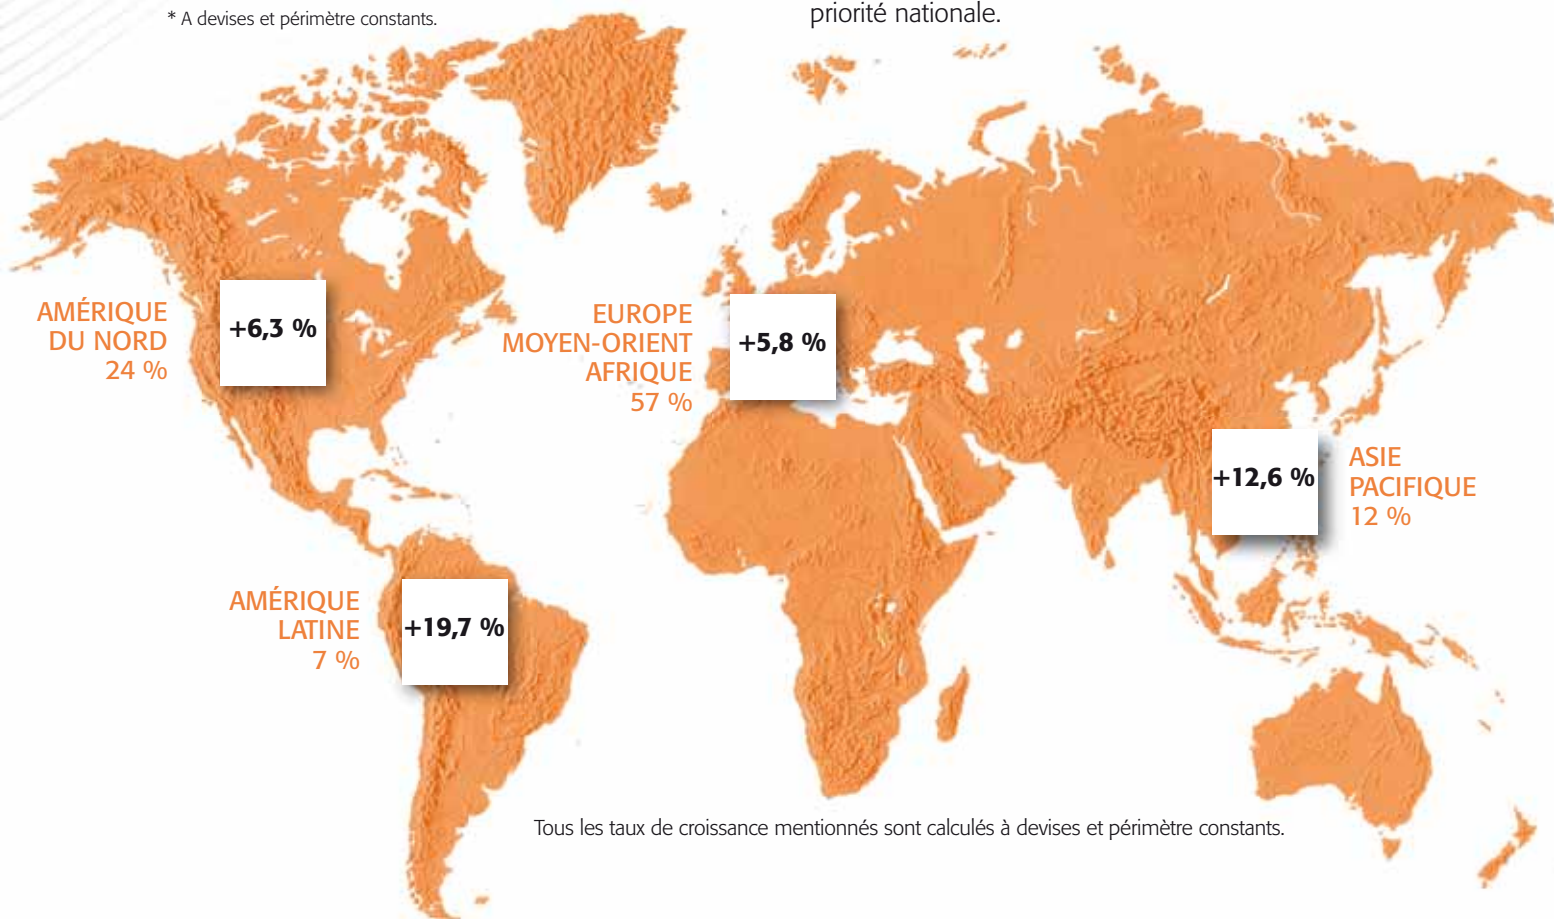 * A devises et périmètre constants.
priorité nationale.
AMÉRIQUE
DU NORD
24 %
+6,3 %
EUROPE
MOYEN-ORIENT
AFRIQUE
57 %
+5,8 %
+12,6 %
ASIE
PACIFIQUE
12 %
AMÉRIQUE
LATINE
7 %
+19,7 %
Tous les taux de croissance mentionnés sont calculés à devises et périmètre constants.